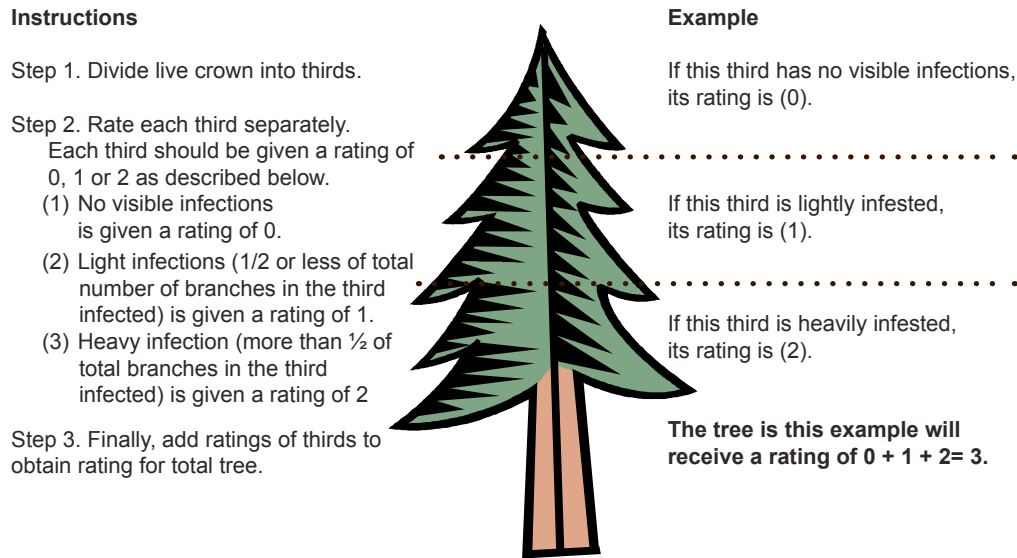 Instructions
Step 1. Divide live crown into thirds.
Step 2. Rate each third separately.
Each third should be given a rating of
0, 1 or 2 as described below.
(1) No visible infections
is given a rating of 0.
(2) Light infections (1/2 or less of total
number of branches in the third
infected) is given a rating of 1.
(3) Heavy infection (more than ½ of
total branches in the third
infected) is given a rating of 2
Step 3. Finally, add ratings of thirds to
obtain rating for total tree.
Example
If this third has no visible infections,
its rating is (0).
If this third is lightly infested,
its rating is (1).
If this third is heavily infested,
its rating is (2).
The tree is this example will
receive a rating of 0 + 1 + 2= 3.